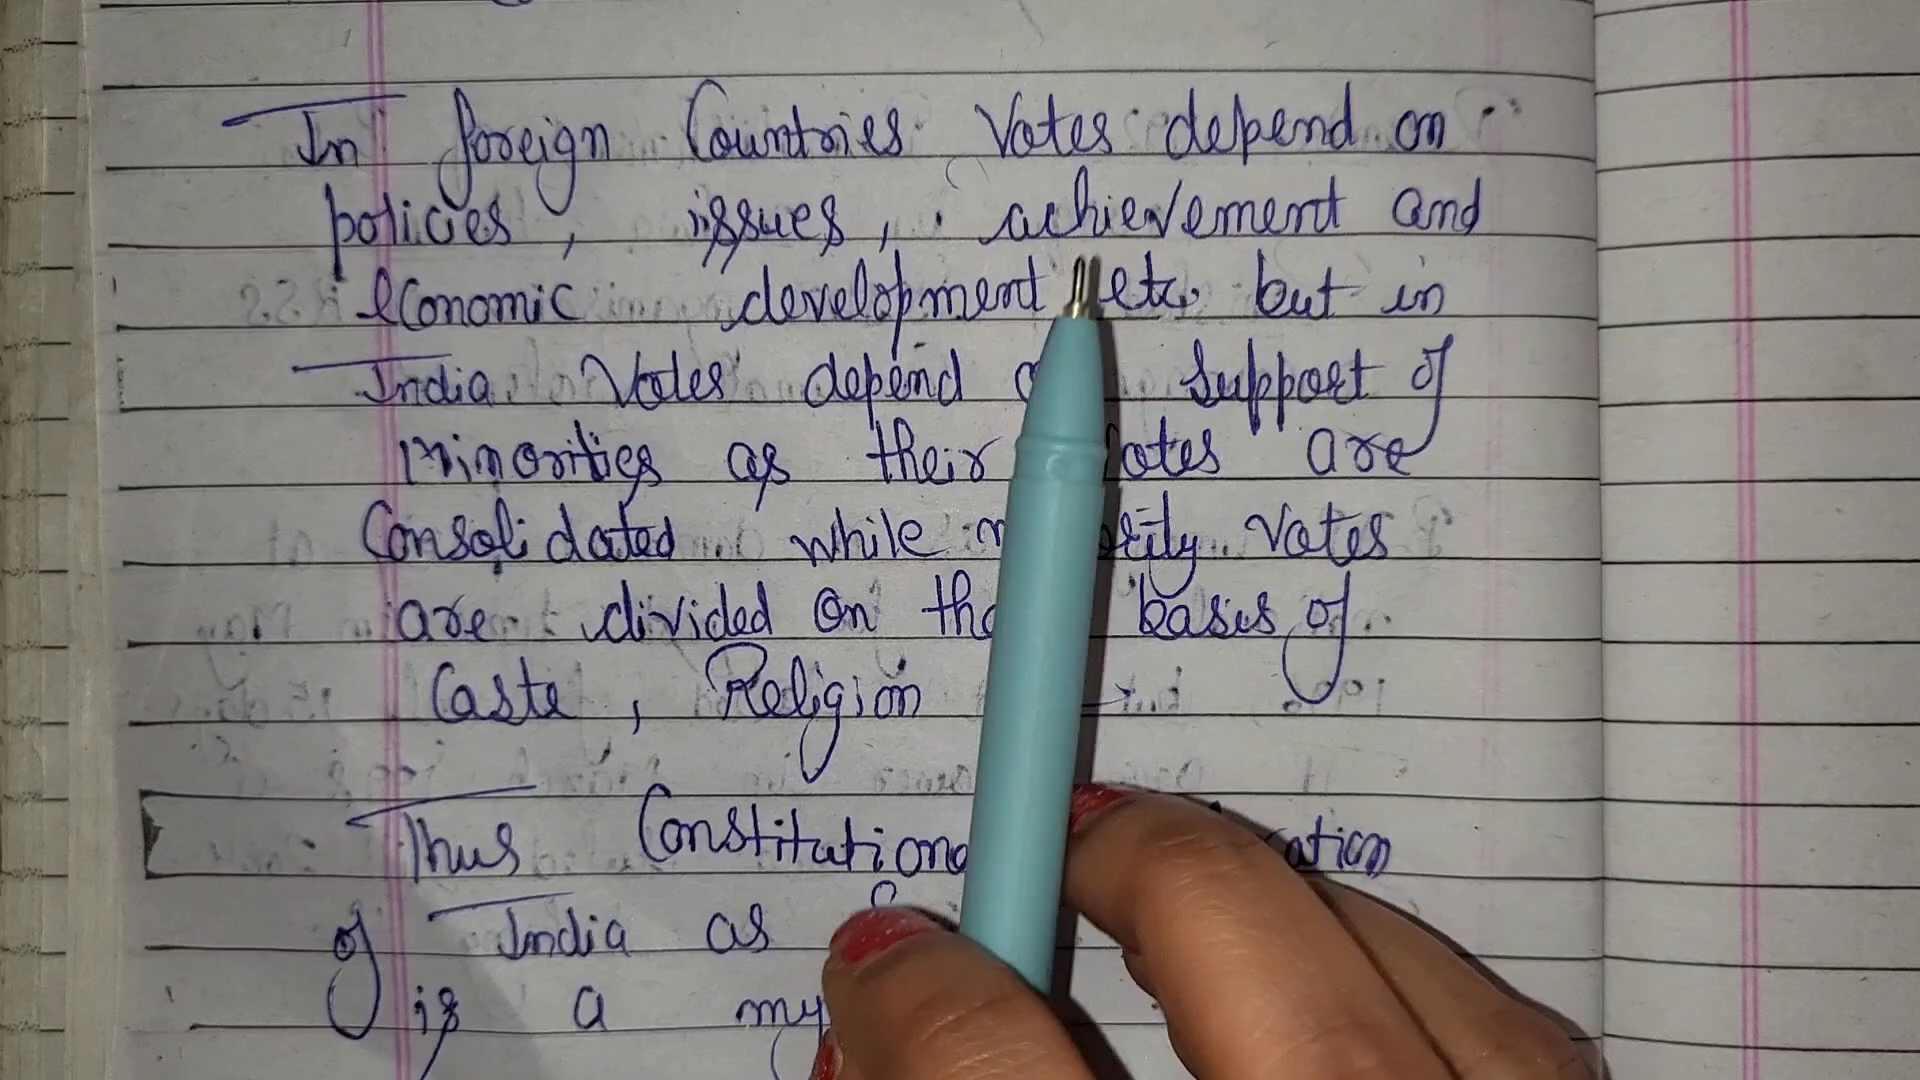 In foreign Countries Votes depend on
policies, issues, achievement and
economic development etc. but in
India Votes depend support of
minorities as their
are
Consolidated while Votes
are divided on the basis of
Caste, Religion
Thus
of India as
is a